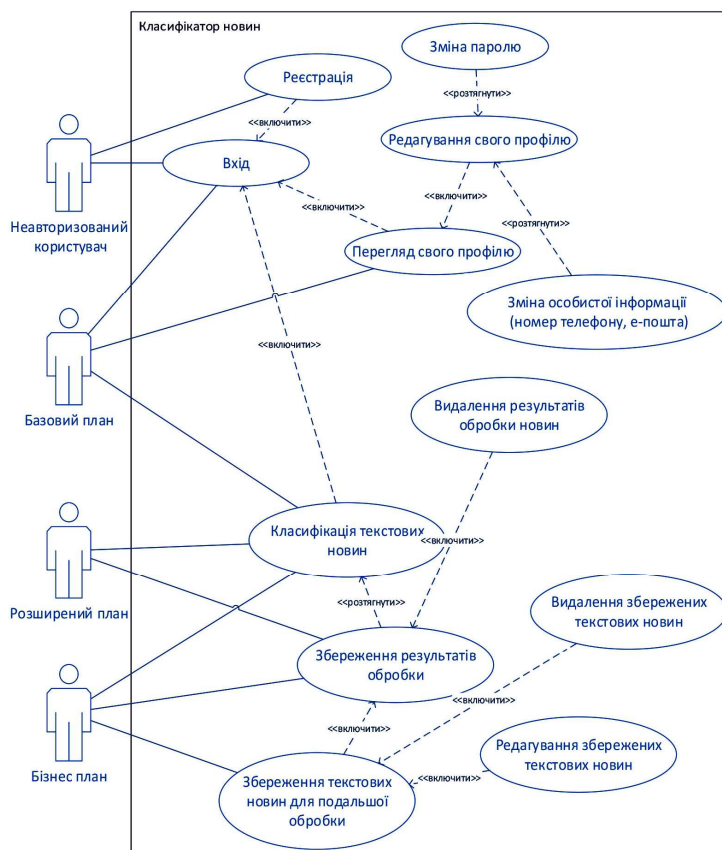 Класифікатор новин
Зміна паролю
Реєстрація
<<розтягнути>>
<<включити>>
Редагування свого профілю
Вхід
<<включити>>
<<включити>>
Неавторизований
користувач
Перегляд свого профілю
<<розтягнути>>
Зміна особистої інформації
(номер телефону, е-пошта)
<<включити>>
Базовий план
Видалення результатів
обробки новин
Класифікація текстових
новин
<<включити>>
Розширений план
<<розтягнути>>
Видалення збережених
текстових новин
Збереження результатів
обробки
<<включити>>
<<включити>>
Редагування збережених
текстових новин
Бізнес план
Збереження текстових
новин для подальшої
обробки
<<включити>>